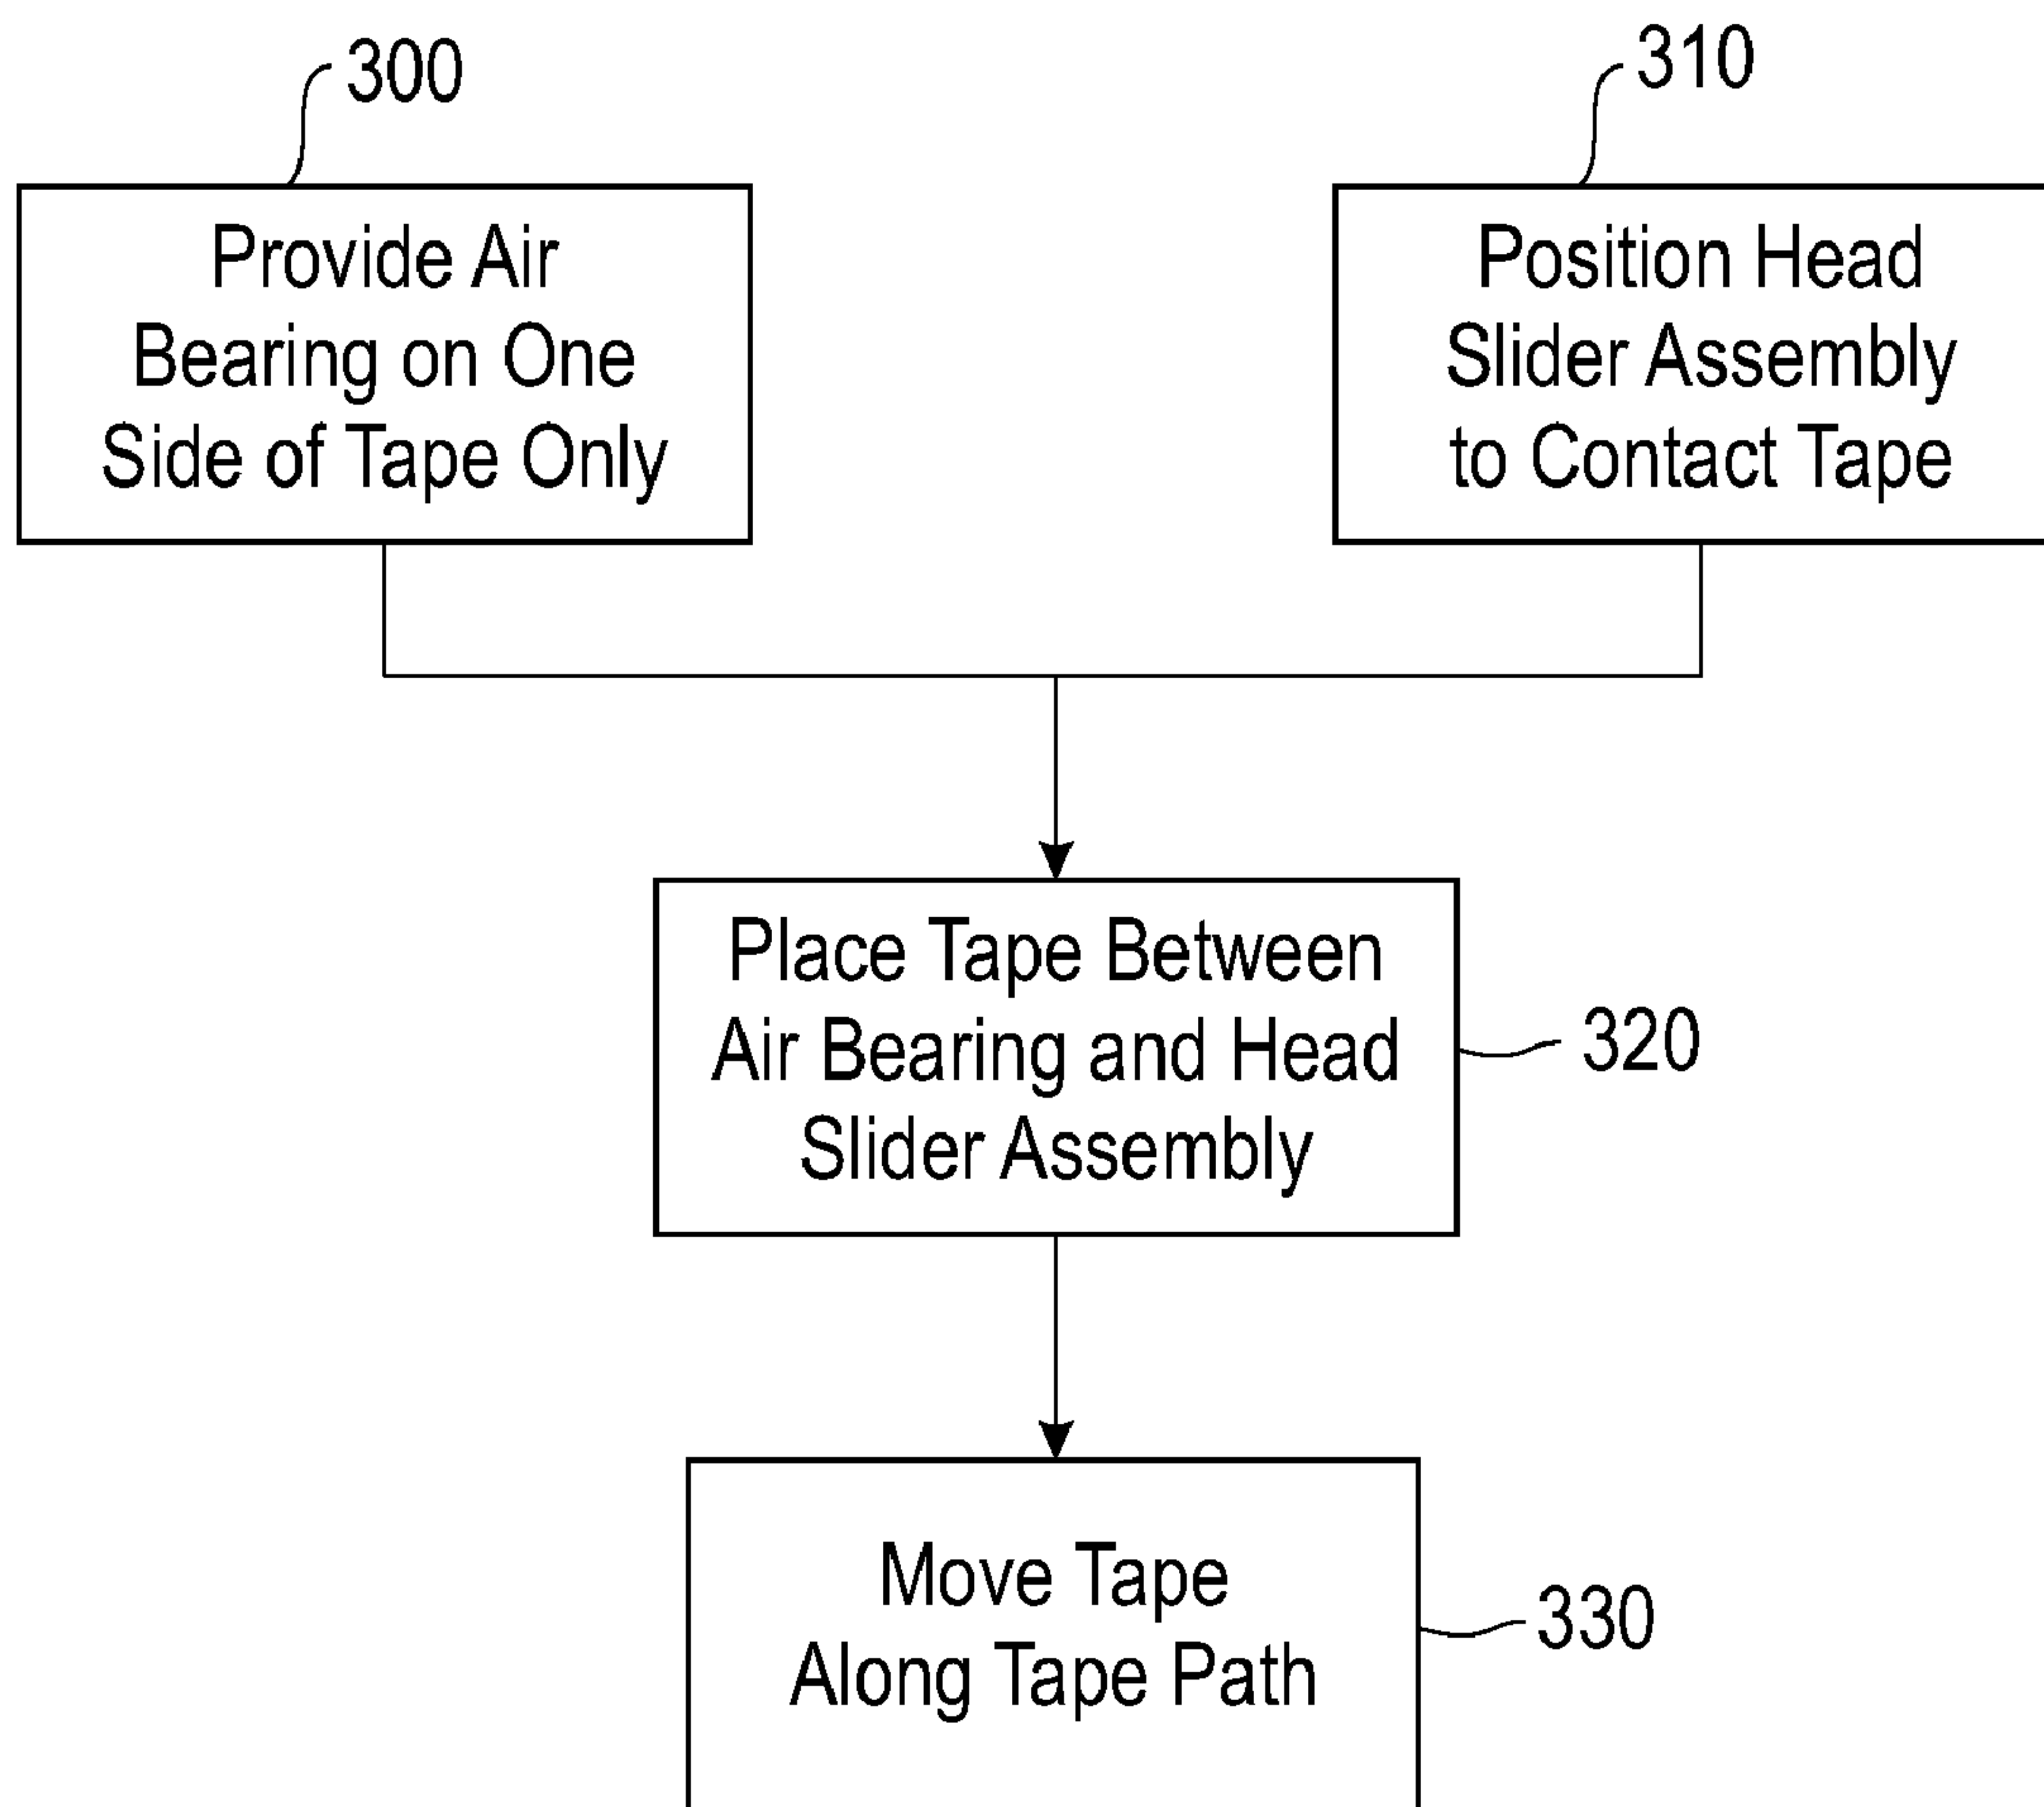 300
310
Provide Air
Bearing on One
Side of Tape Only
Position Head
Slider Assembly
to Contact Tape
Place Tape Between
Air Bearing and Head
Slider Assembly
320
Move Tape
Along Tape Path
330